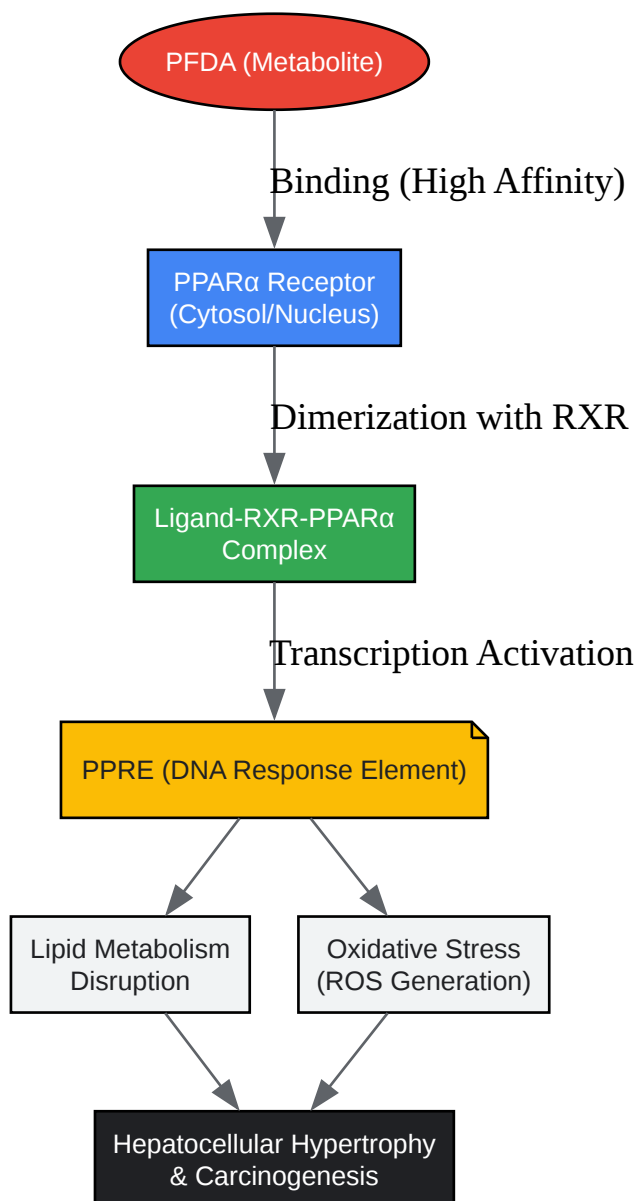 PFDA (Metabolite)
Binding (High Affinity)
PPARα Receptor
(Cytosol/Nucleus)
Dimerization with RXR
Ligand-RXR-PPARα
Complex
Transcription Activation
PPRE (DNA Response Element)
Lipid Metabolism
Disruption
Oxidative Stress
(ROS Generation)
Hepatocellular Hypertrophy
& Carcinogenesis